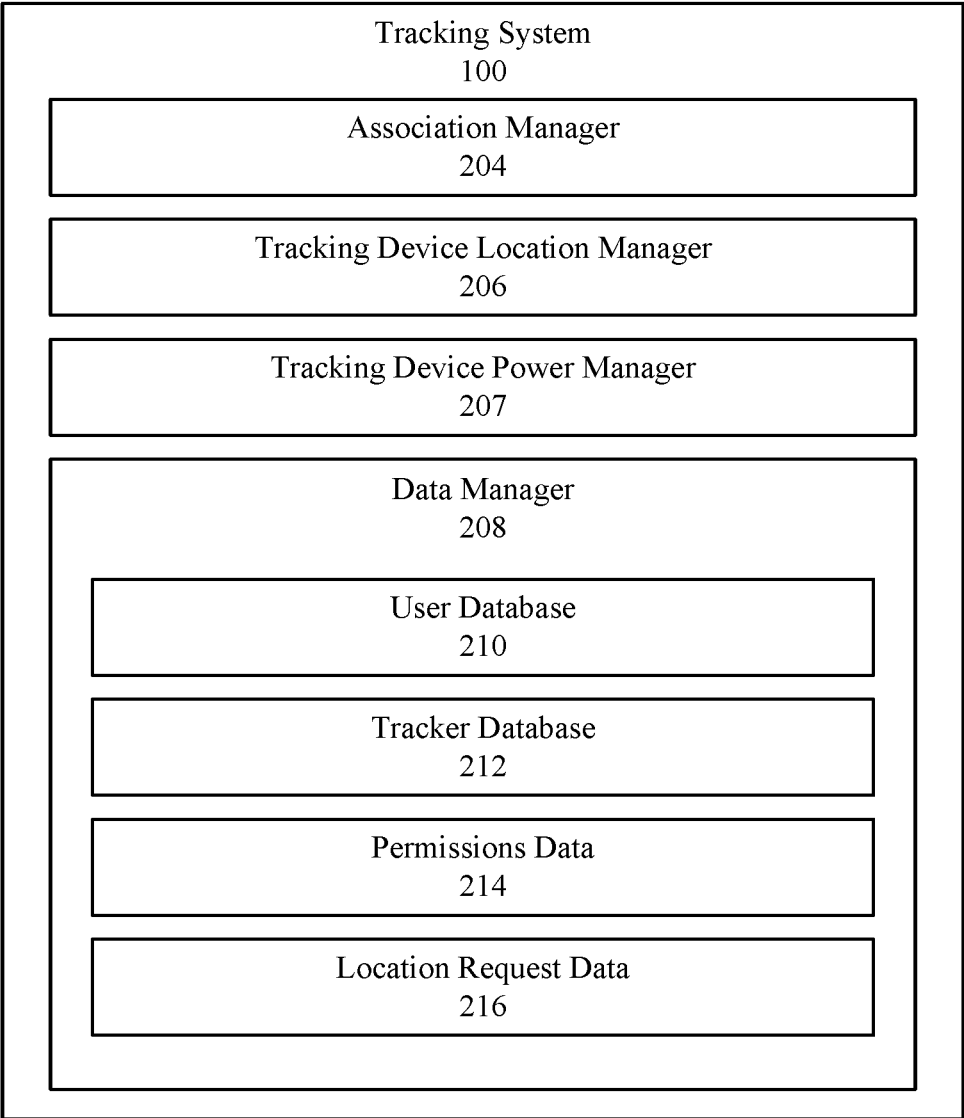 Tracking System
100
Association Manager
204
Tracking Device Location Manager
206
Tracking Device Power Manager
207
Data Manager
208
User Database
210
Tracker Database
212
Permissions Data
214
Location Request Data
216